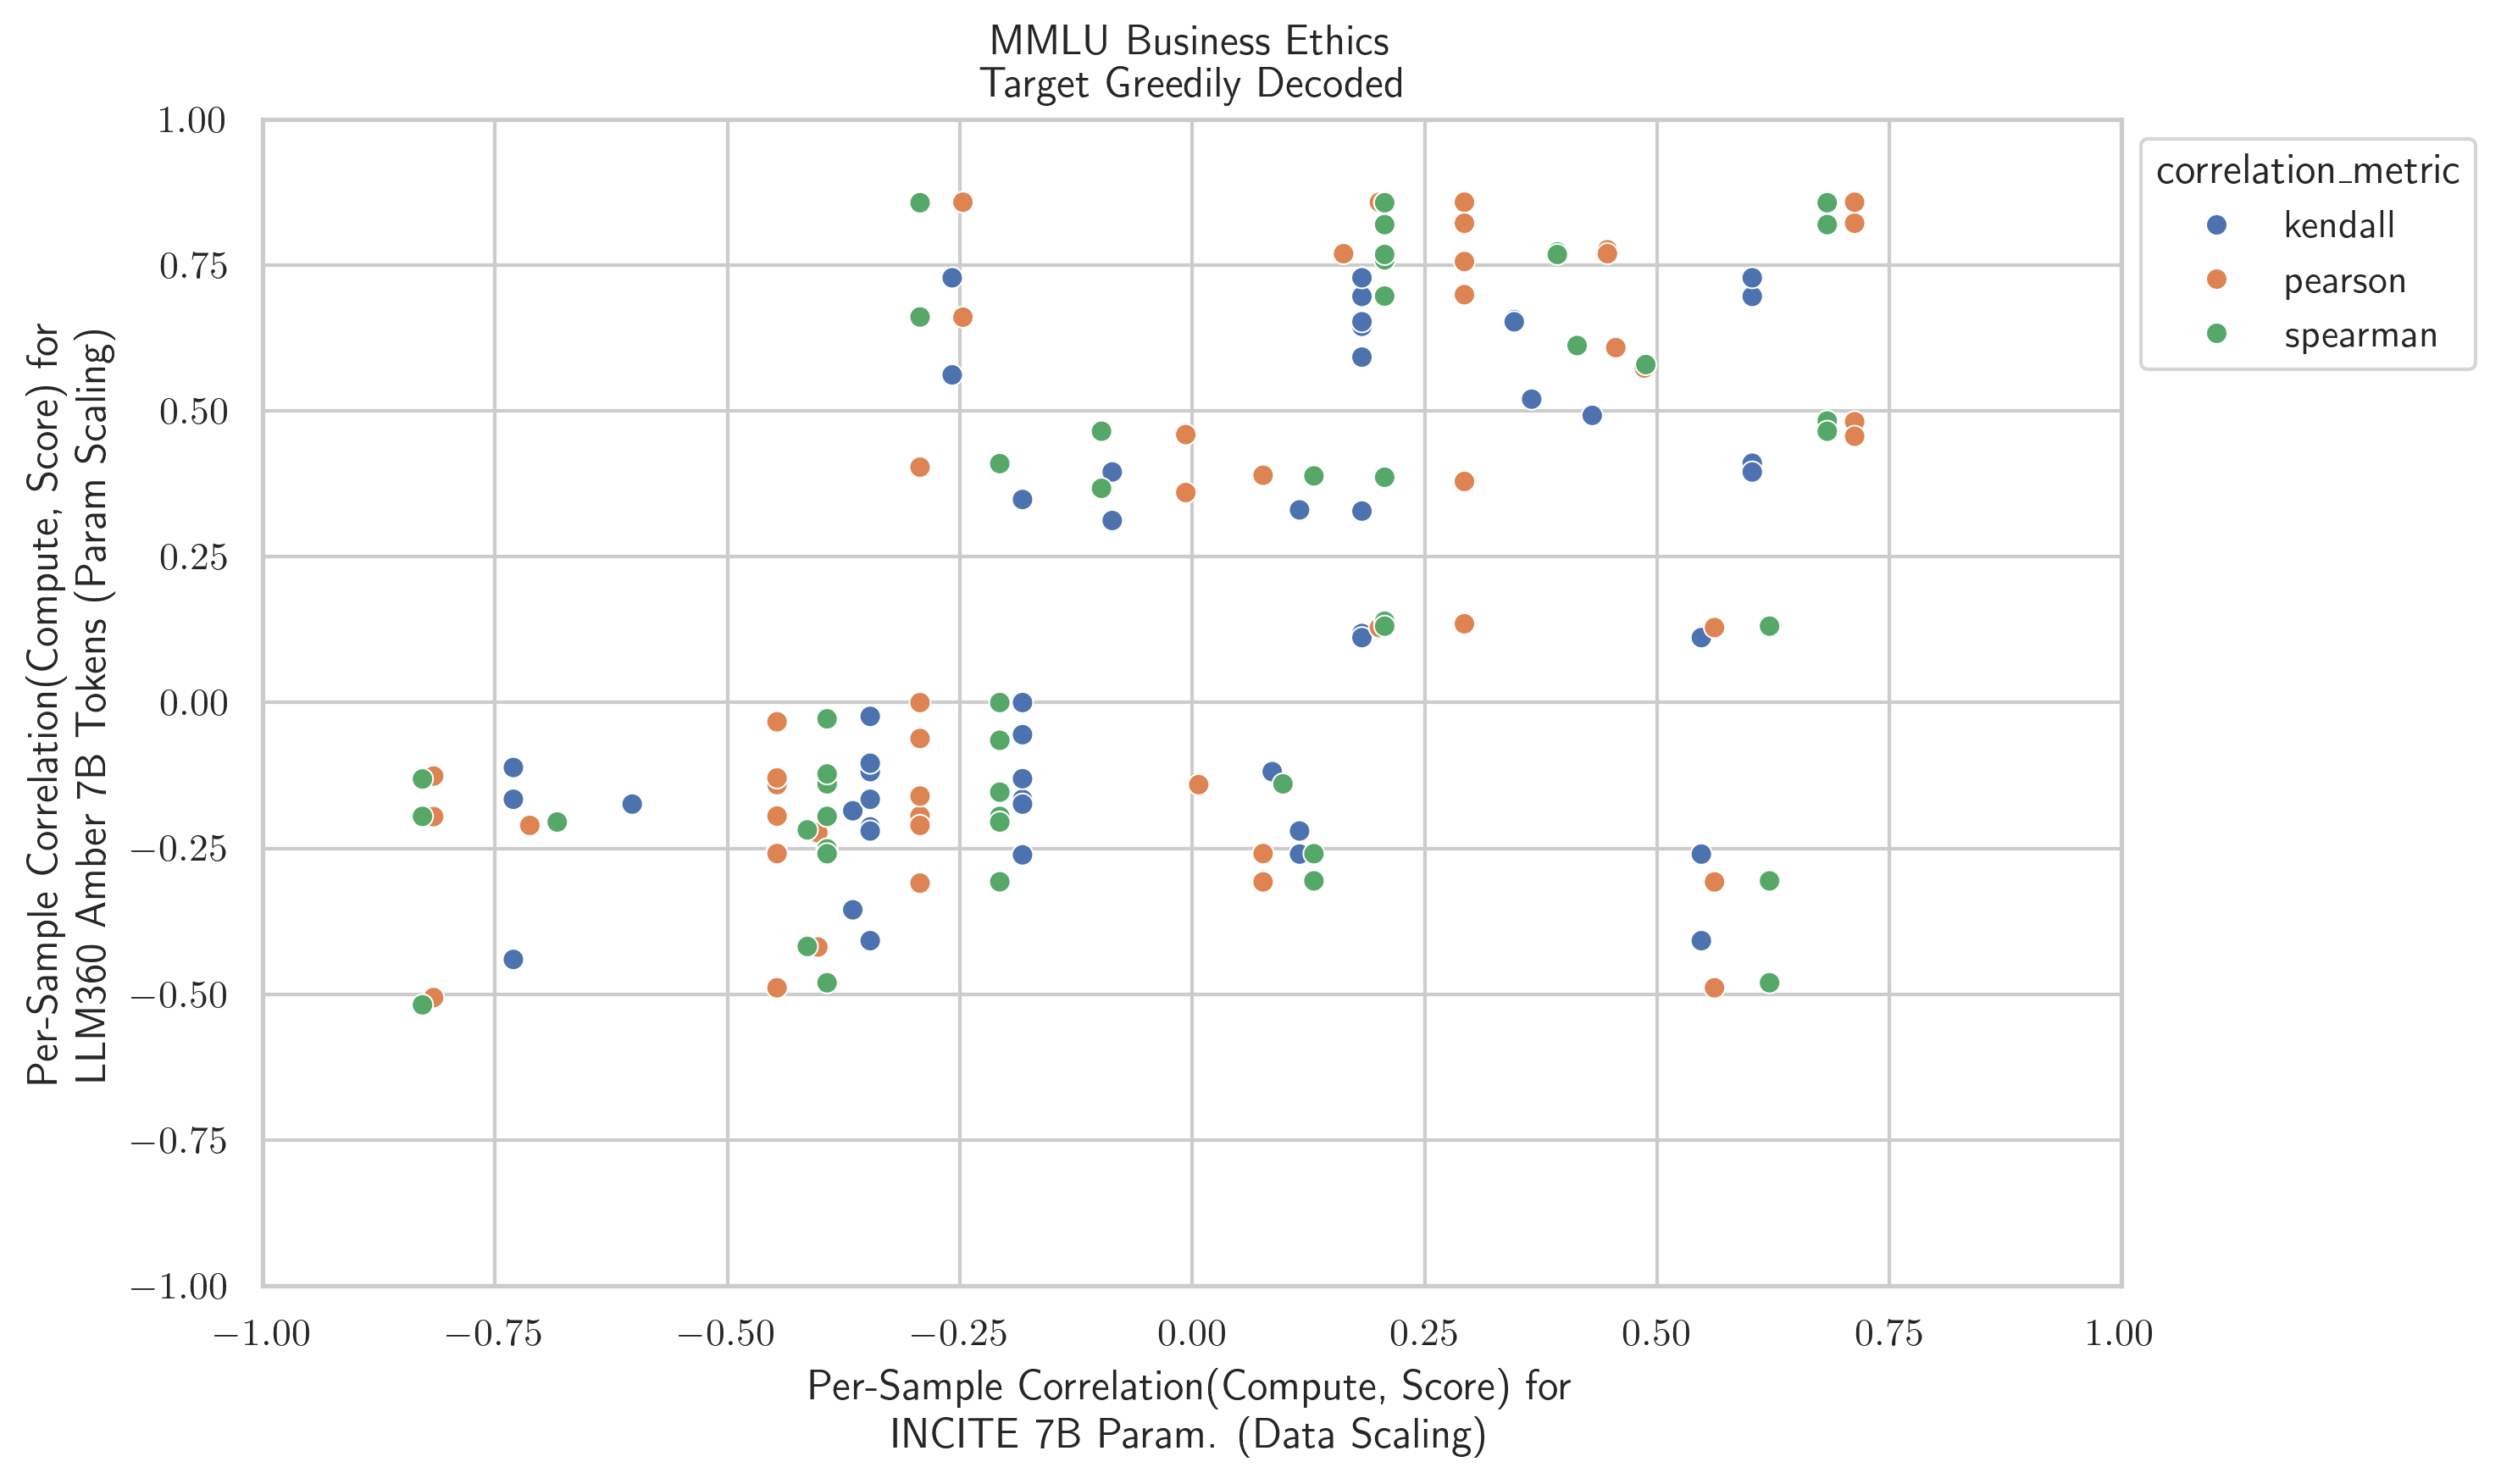 MMLU Business Ethics
Target Greedily Decoded
1.00
0.75
0.50
0.25
0.00
−0.25
−0.50
−0.75
−1.00
−1.00 −0.75 −0.50 −0.25 0.00 0.25 0.50 0.75 1.00
Per-Sample Correlation(Compute, Score) for
LLM360 Amber 7B Tokens (Param Scaling)
Per-Sample Correlation(Compute, Score) for
INCITE 7B Param. (Data Scaling)
correlation_metric
kendall
pearson
spearman